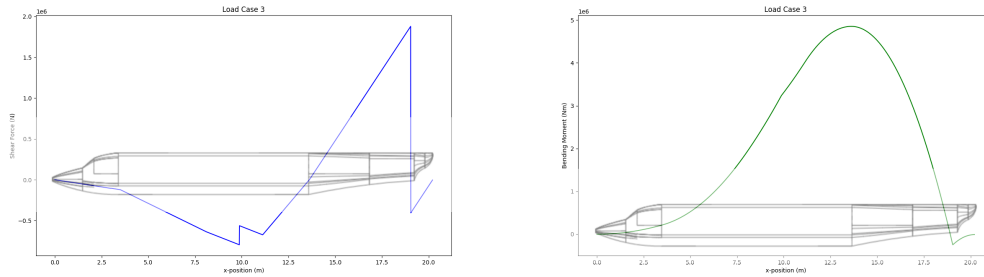 Load Case 3
1e6
2.0
1.5
1.0
0.5
0.0
−0.5
Shear Force (N)
0.0 2.5 5.0 7.5 10.0 12.5 15.0 17.5 20.0
x-position (m)
Load Case 3
1e6
5
4
3
2
1
0
Bending Moment (Nm)
0.0 2.5 5.0 7.5 10.0 12.5 15.0 17.5 20.0
x-position (m)